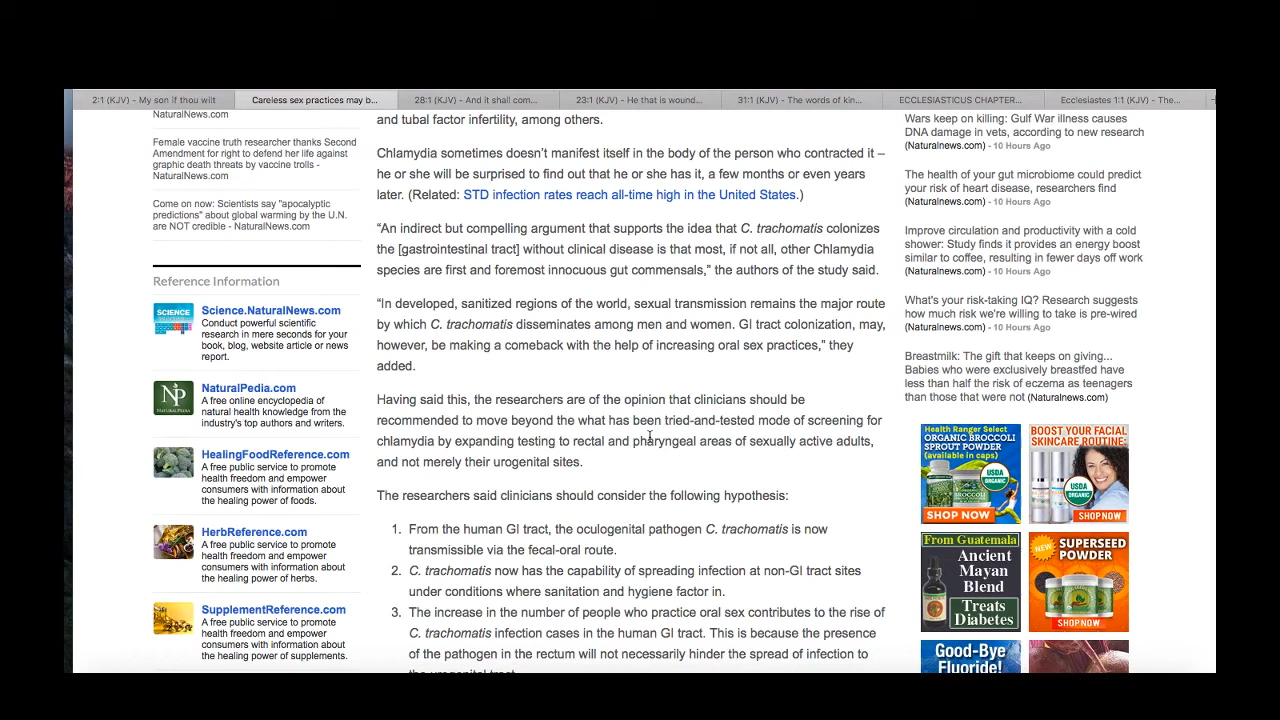 2:1 (KJV) - My son if thou wilt
Careless sex practices may b...
28:1 (KJV) - And it shall com...
23:1 (KJV) - He that is wound...
31:1 (KJV) - The words of kin...
ECCLESIASTICUS CHAPTER...
Ecclesiastes 1:1 (KJV) - The...
NaturalNews.com
Female vaccine truth researcher thanks Second
Amendment for right to defend her life against
graphic death threats by vaccine trolls -
NaturalNews.com
Come on now: Scientists say "apocalyptic
predictions" about global warming by the U.N.
are NOT credible - NaturalNews.com
Reference Information
SCIENCE
Science.NaturalNews.com
Conduct powerful scientific
research in mere seconds for your
book, blog, website article or news
report.
NP
NaturalPedia.com
A free online encyclopedia of
natural health knowledge from the
industry's top authors and writers.
HealingFoodReference.com
A free public service to promote
health freedom and empower
consumers with information about
the healing power of foods.
HerbReference.com
A free public service to promote
health freedom and empower
consumers with information about
the healing power of herbs.
SupplementReference.com
A free public service to promote
health freedom and empower
consumers with information about
the healing power of supplements.
and tubal factor infertility, among others.
Chlamydia sometimes doesn't manifest itself in the body of the person who contracted it –
he or she will be surprised to find out that he or she has it, a few months or even years
later. (Related: STD infection rates reach all-time high in the United States.)
“An indirect but compelling argument that supports the idea that C. trachomatis colonizes
the [gastrointestinal tract] without clinical disease is that most, if not all, other Chlamydia
species are first and foremost innocuous gut commensals,” the authors of the study said.
“In developed, sanitized regions of the world, sexual transmission remains the major route
by which C. trachomatis disseminates among men and women. GI tract colonization, may,
however, be making a comeback with the help of increasing oral sex practices,” they
added.
Having said this, the researchers are of the opinion that clinicians should be
recommended to move beyond the what has been tried-and-tested mode of screening for
chlamydia by expanding testing to rectal and pharyngeal areas of sexually active adults,
and not merely their urogenital sites.
The researchers said clinicians should consider the following hypothesis:
1. From the human GI tract, the oculogenital pathogen C. trachomatis is now
transmissible via the fecal-oral route.
2. C. trachomatis now has the capability of spreading infection at non-GI tract sites
under conditions where sanitation and hygiene factor in.
3. The increase in the number of people who practice oral sex contributes to the rise of
C. trachomatis infection cases in the human GI tract. This is because the presence
of the pathogen in the rectum will not necessarily hinder the spread of infection to
the urogenital tract.
Wars keep on killing: Gulf War illness causes
DNA damage in vets, according to new research
(Naturalnews.com) - 10 Hours Ago
The health of your gut microbiome could predict
your risk of heart disease, researchers find
(Naturalnews.com) - 10 Hours Ago
Improve circulation and productivity with a cold
shower: Study finds it provides an energy boost
similar to coffee, resulting in fewer days off work
(Naturalnews.com) - 10 Hours Ago
What's your risk-taking IQ? Research suggests
how much risk we're willing to take is pre-wired
(Naturalnews.com) - 10 Hours Ago
Breastmilk: The gift that keeps on giving...
Babies who were exclusively breastfed have
less than half the risk of eczema as teenagers
than those that were not (Naturalnews.com)
Health Ranger Select
ORGANIC BROCCOLI
SPROUT POWDER
(available in caps)
USDA
ORGANIC
SHOP NOW
BOOST YOUR FACIAL
SKINCARE ROUTINE:
USDA
ORGANIC
SHOP NOW
From Guatemala
Ancient
Mayan
Blend
Treats
Diabetes
NEW
SUPERSEED
POWDER
SHOP NOW
Good-Bye
Fluoride!